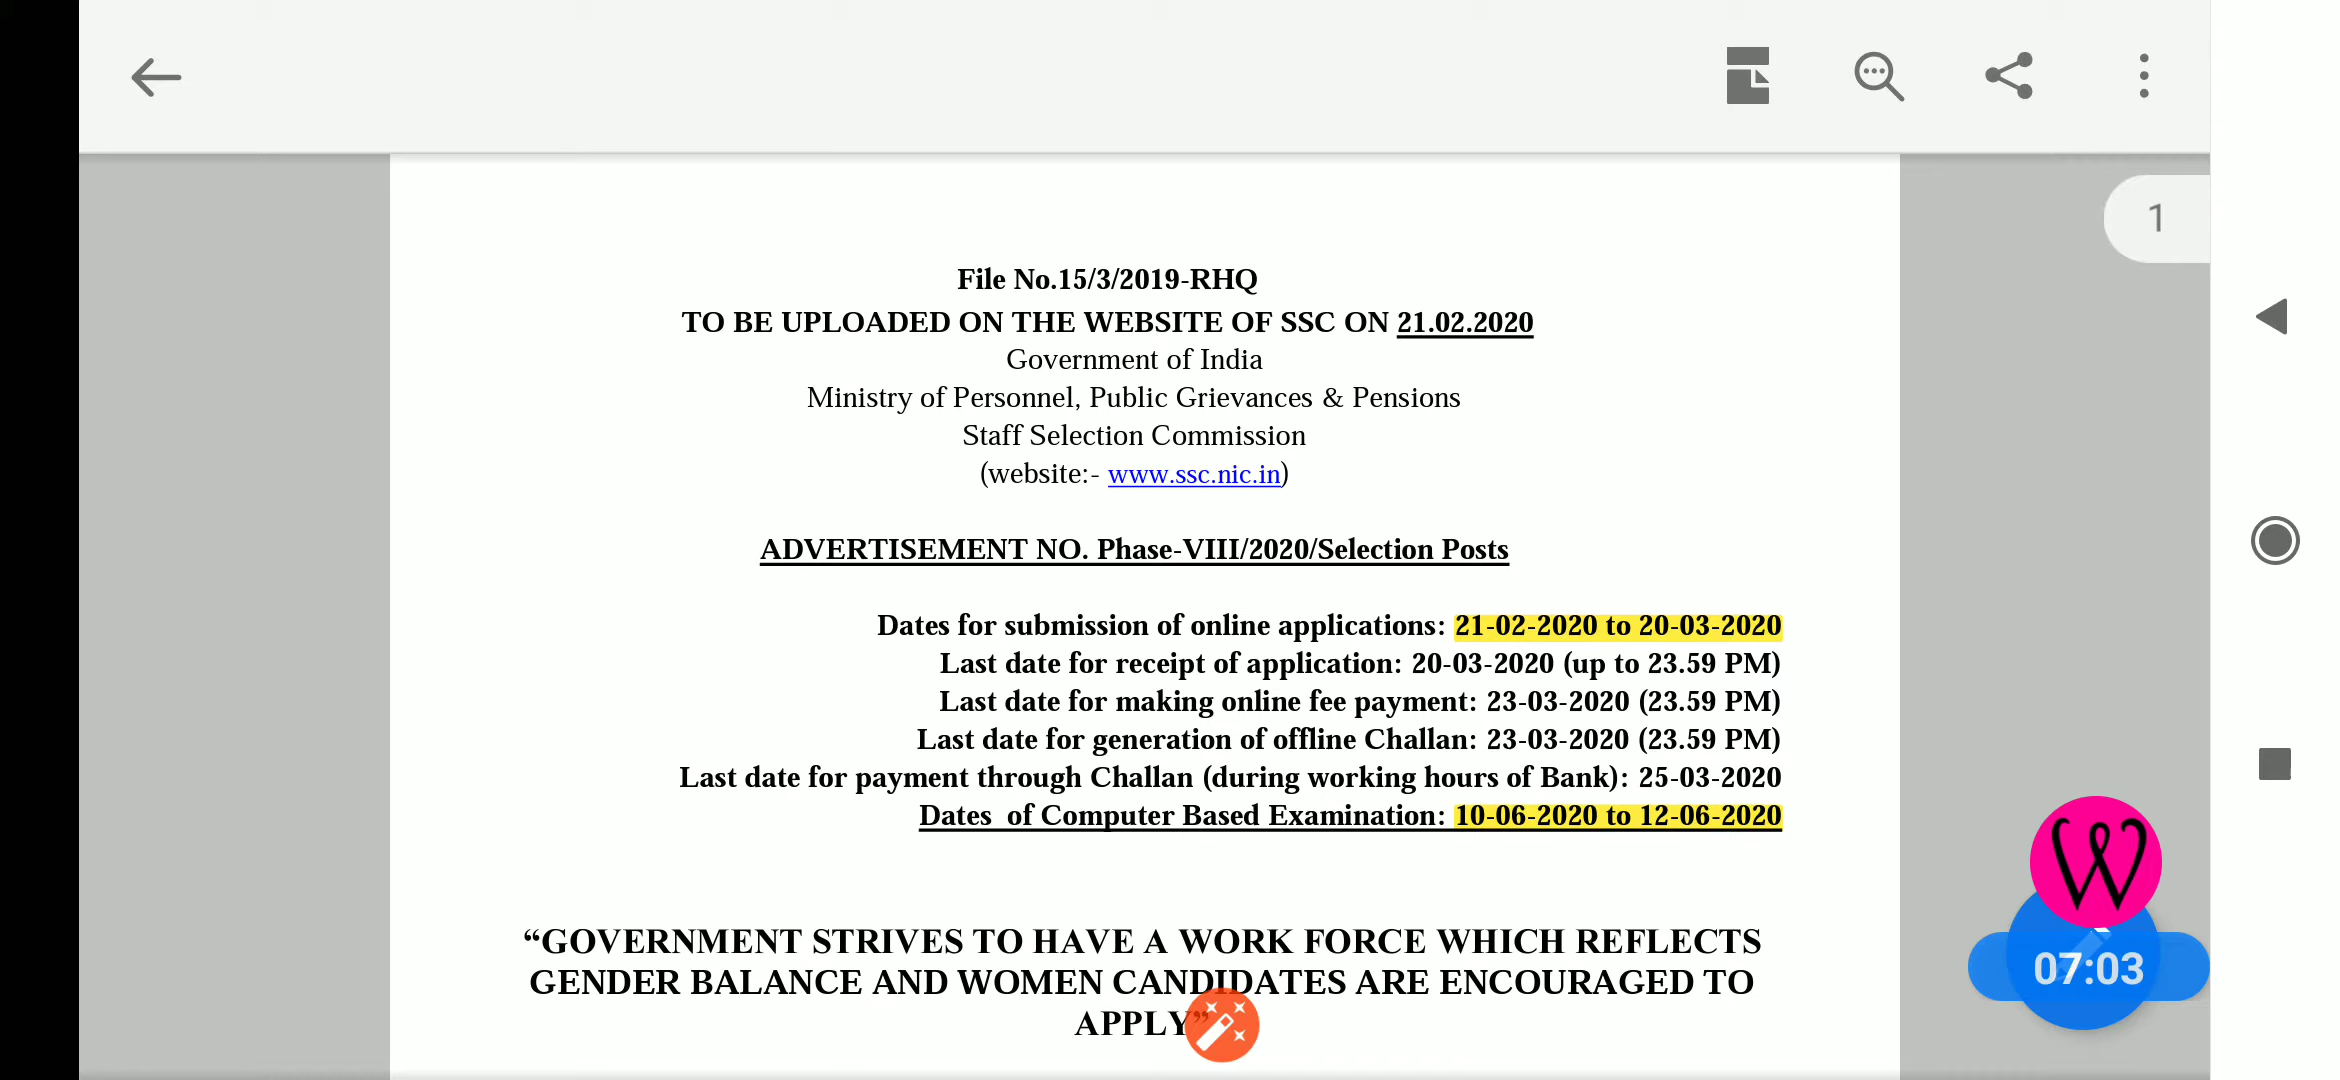 1
File No.15/3/2019-RHQ
TO BE UPLOADED ON THE WEBSITE OF SSC ON 21.02.2020
Government of India
Ministry of Personnel, Public Grievances & Pensions
Staff Selection Commission
(website:- www.ssc.nic.in)
ADVERTISEMENT NO. Phase-VIII/2020/Selection Posts
Dates for submission of online applications: 21-02-2020 to 20-03-2020
Last date for receipt of application: 20-03-2020 (up to 23.59 PM)
Last date for making online fee payment: 23-03-2020 (23.59 PM)
Last date for generation of offline Challan: 23-03-2020 (23.59 PM)
Last date for payment through Challan (during working hours of Bank): 25-03-2020
Dates of Computer Based Examination: 10-06-2020 to 12-06-2020
“GOVERNMENT STRIVES TO HAVE A WORK FORCE WHICH REFLECTS
GENDER BALANCE AND WOMEN CANDIDATES ARE ENCOURAGED TO
APPLY”
W
07:03